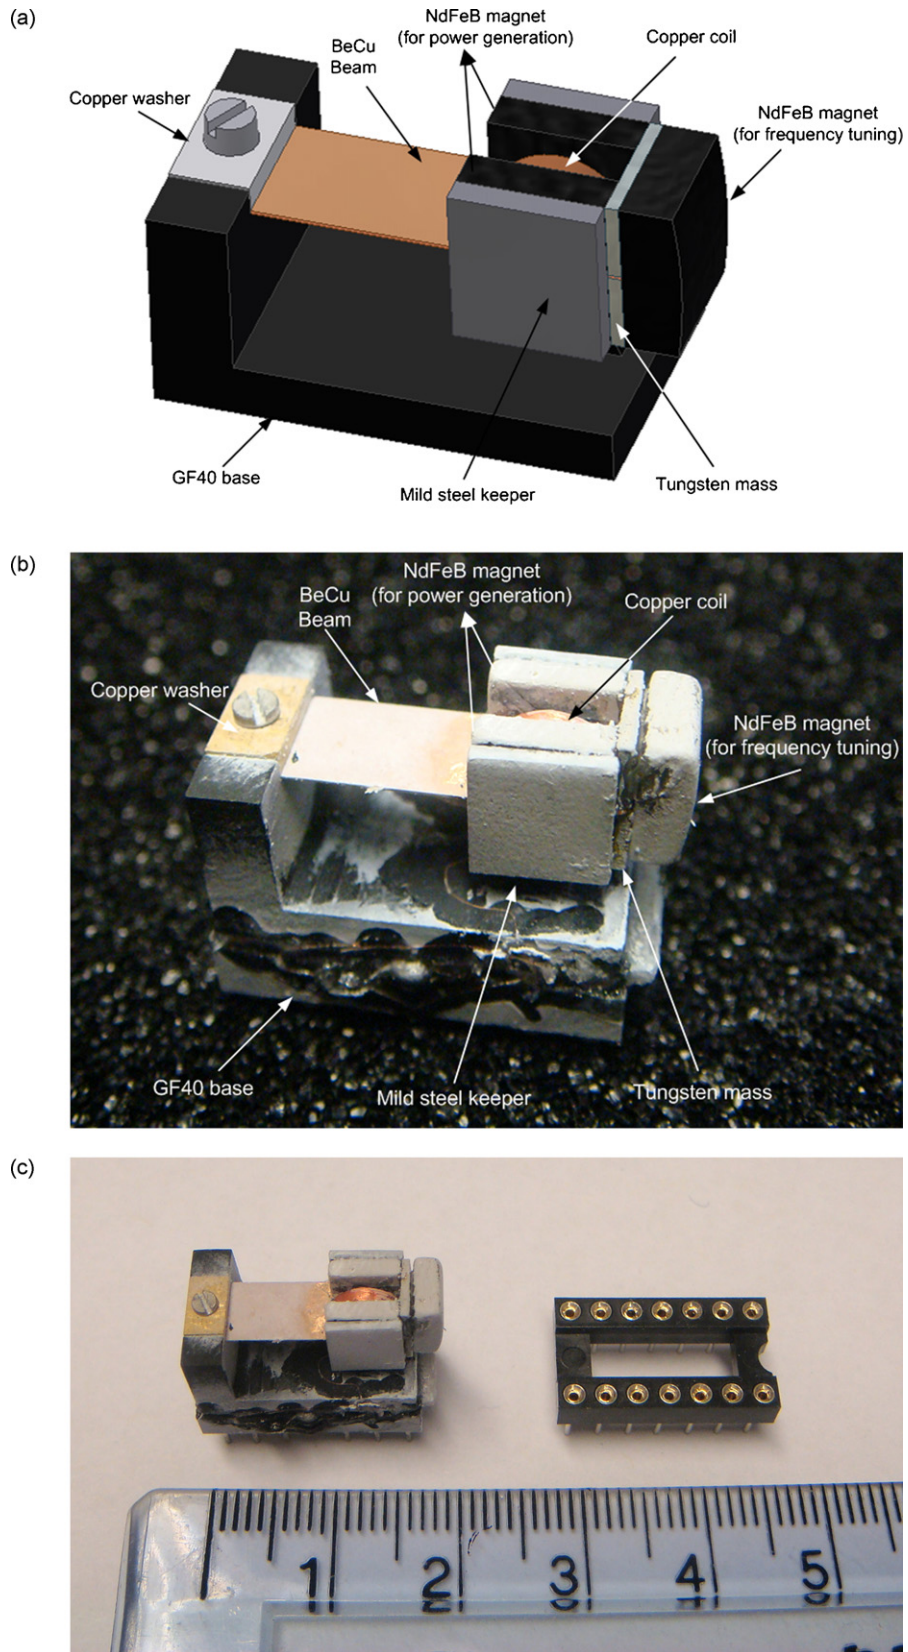 (a)
NdFeB magnet
(for power generation)
Copper coil
BeCu
Beam
Copper washer
NdFeB magnet
(for frequency tuning)
GF40 base
Mild steel keeper
Tungsten mass
(b)
NdFeB magnet
(for power generation)
BeCu
Beam
Copper coil
Copper washer
NdFeB magnet
(for frequency tuning)
GF40 base
Mild steel keeper
Tungsten mass
(c)
1 2 3 4 5